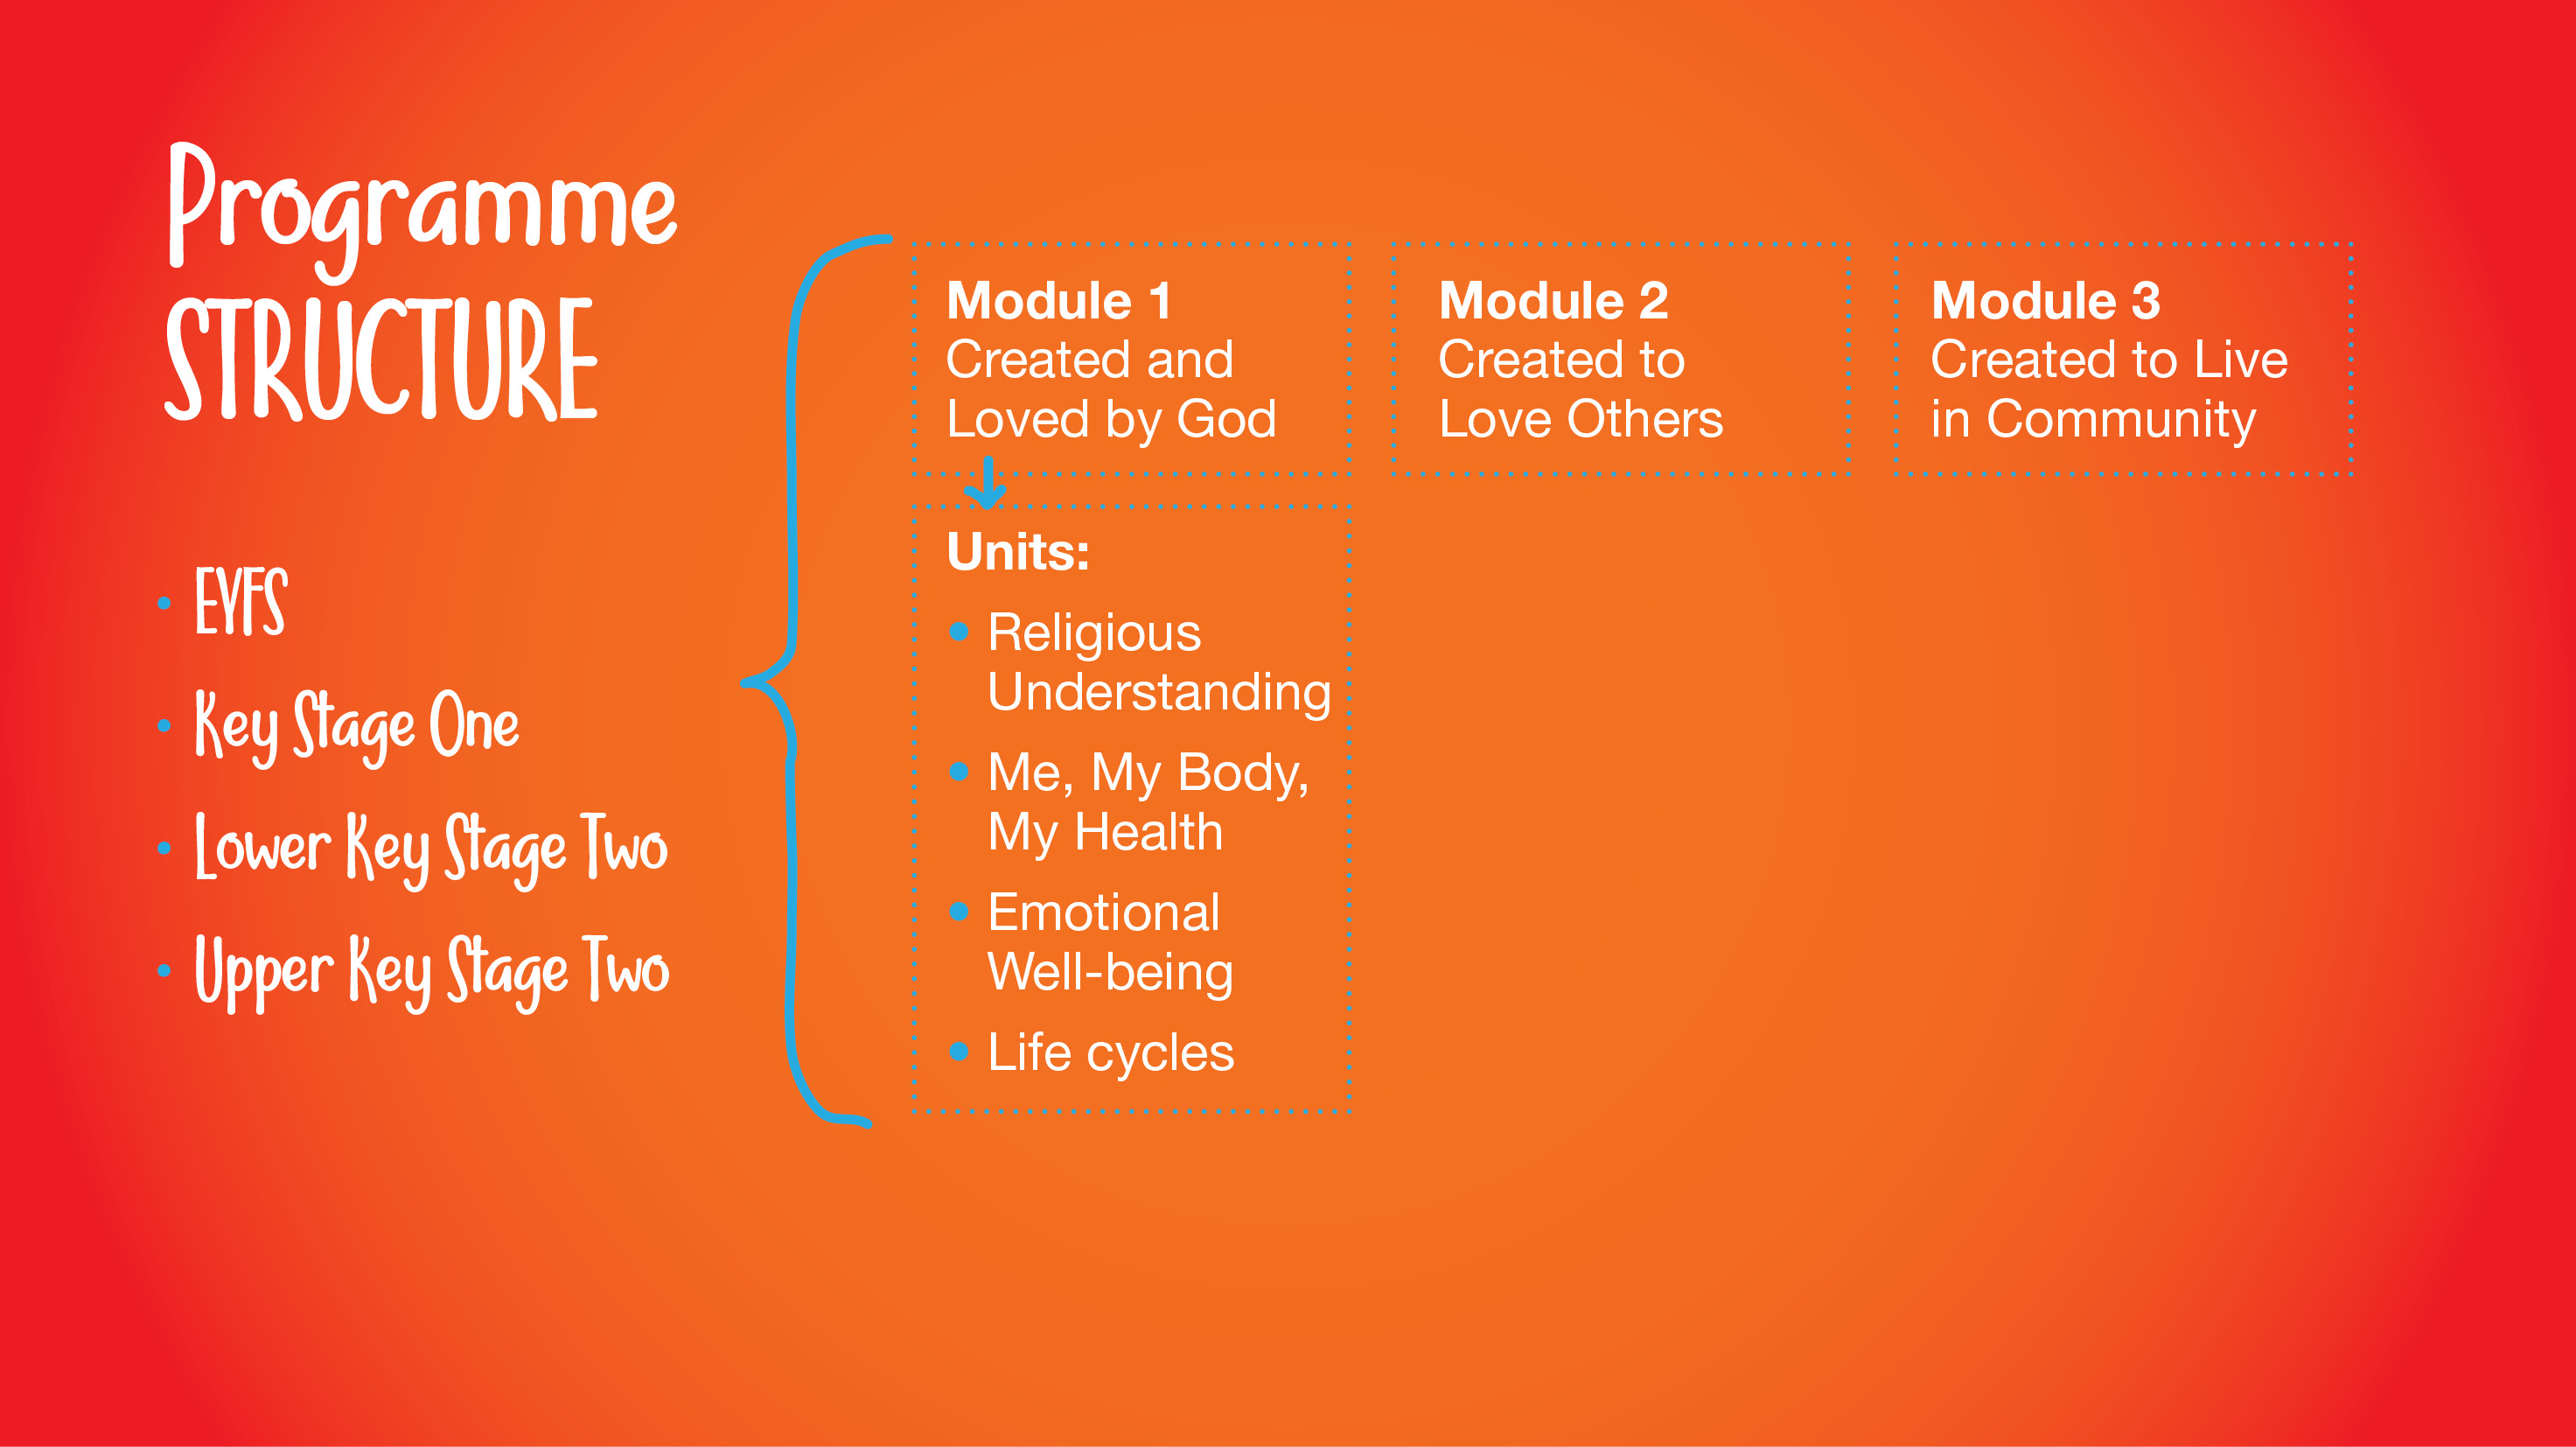 Programme
STRUCTURE
• EYFS
• Key Stage One
• Lower Key Stage Two
• Upper Key Stage Two
Module 1
Created and
Loved by God
Units:
• Religious
Understanding
• Me, My Body,
My Health
• Emotional
Well-being
• Life cycles
Module 2
Created to
Love Others
Module 3
Created to Live
in Community